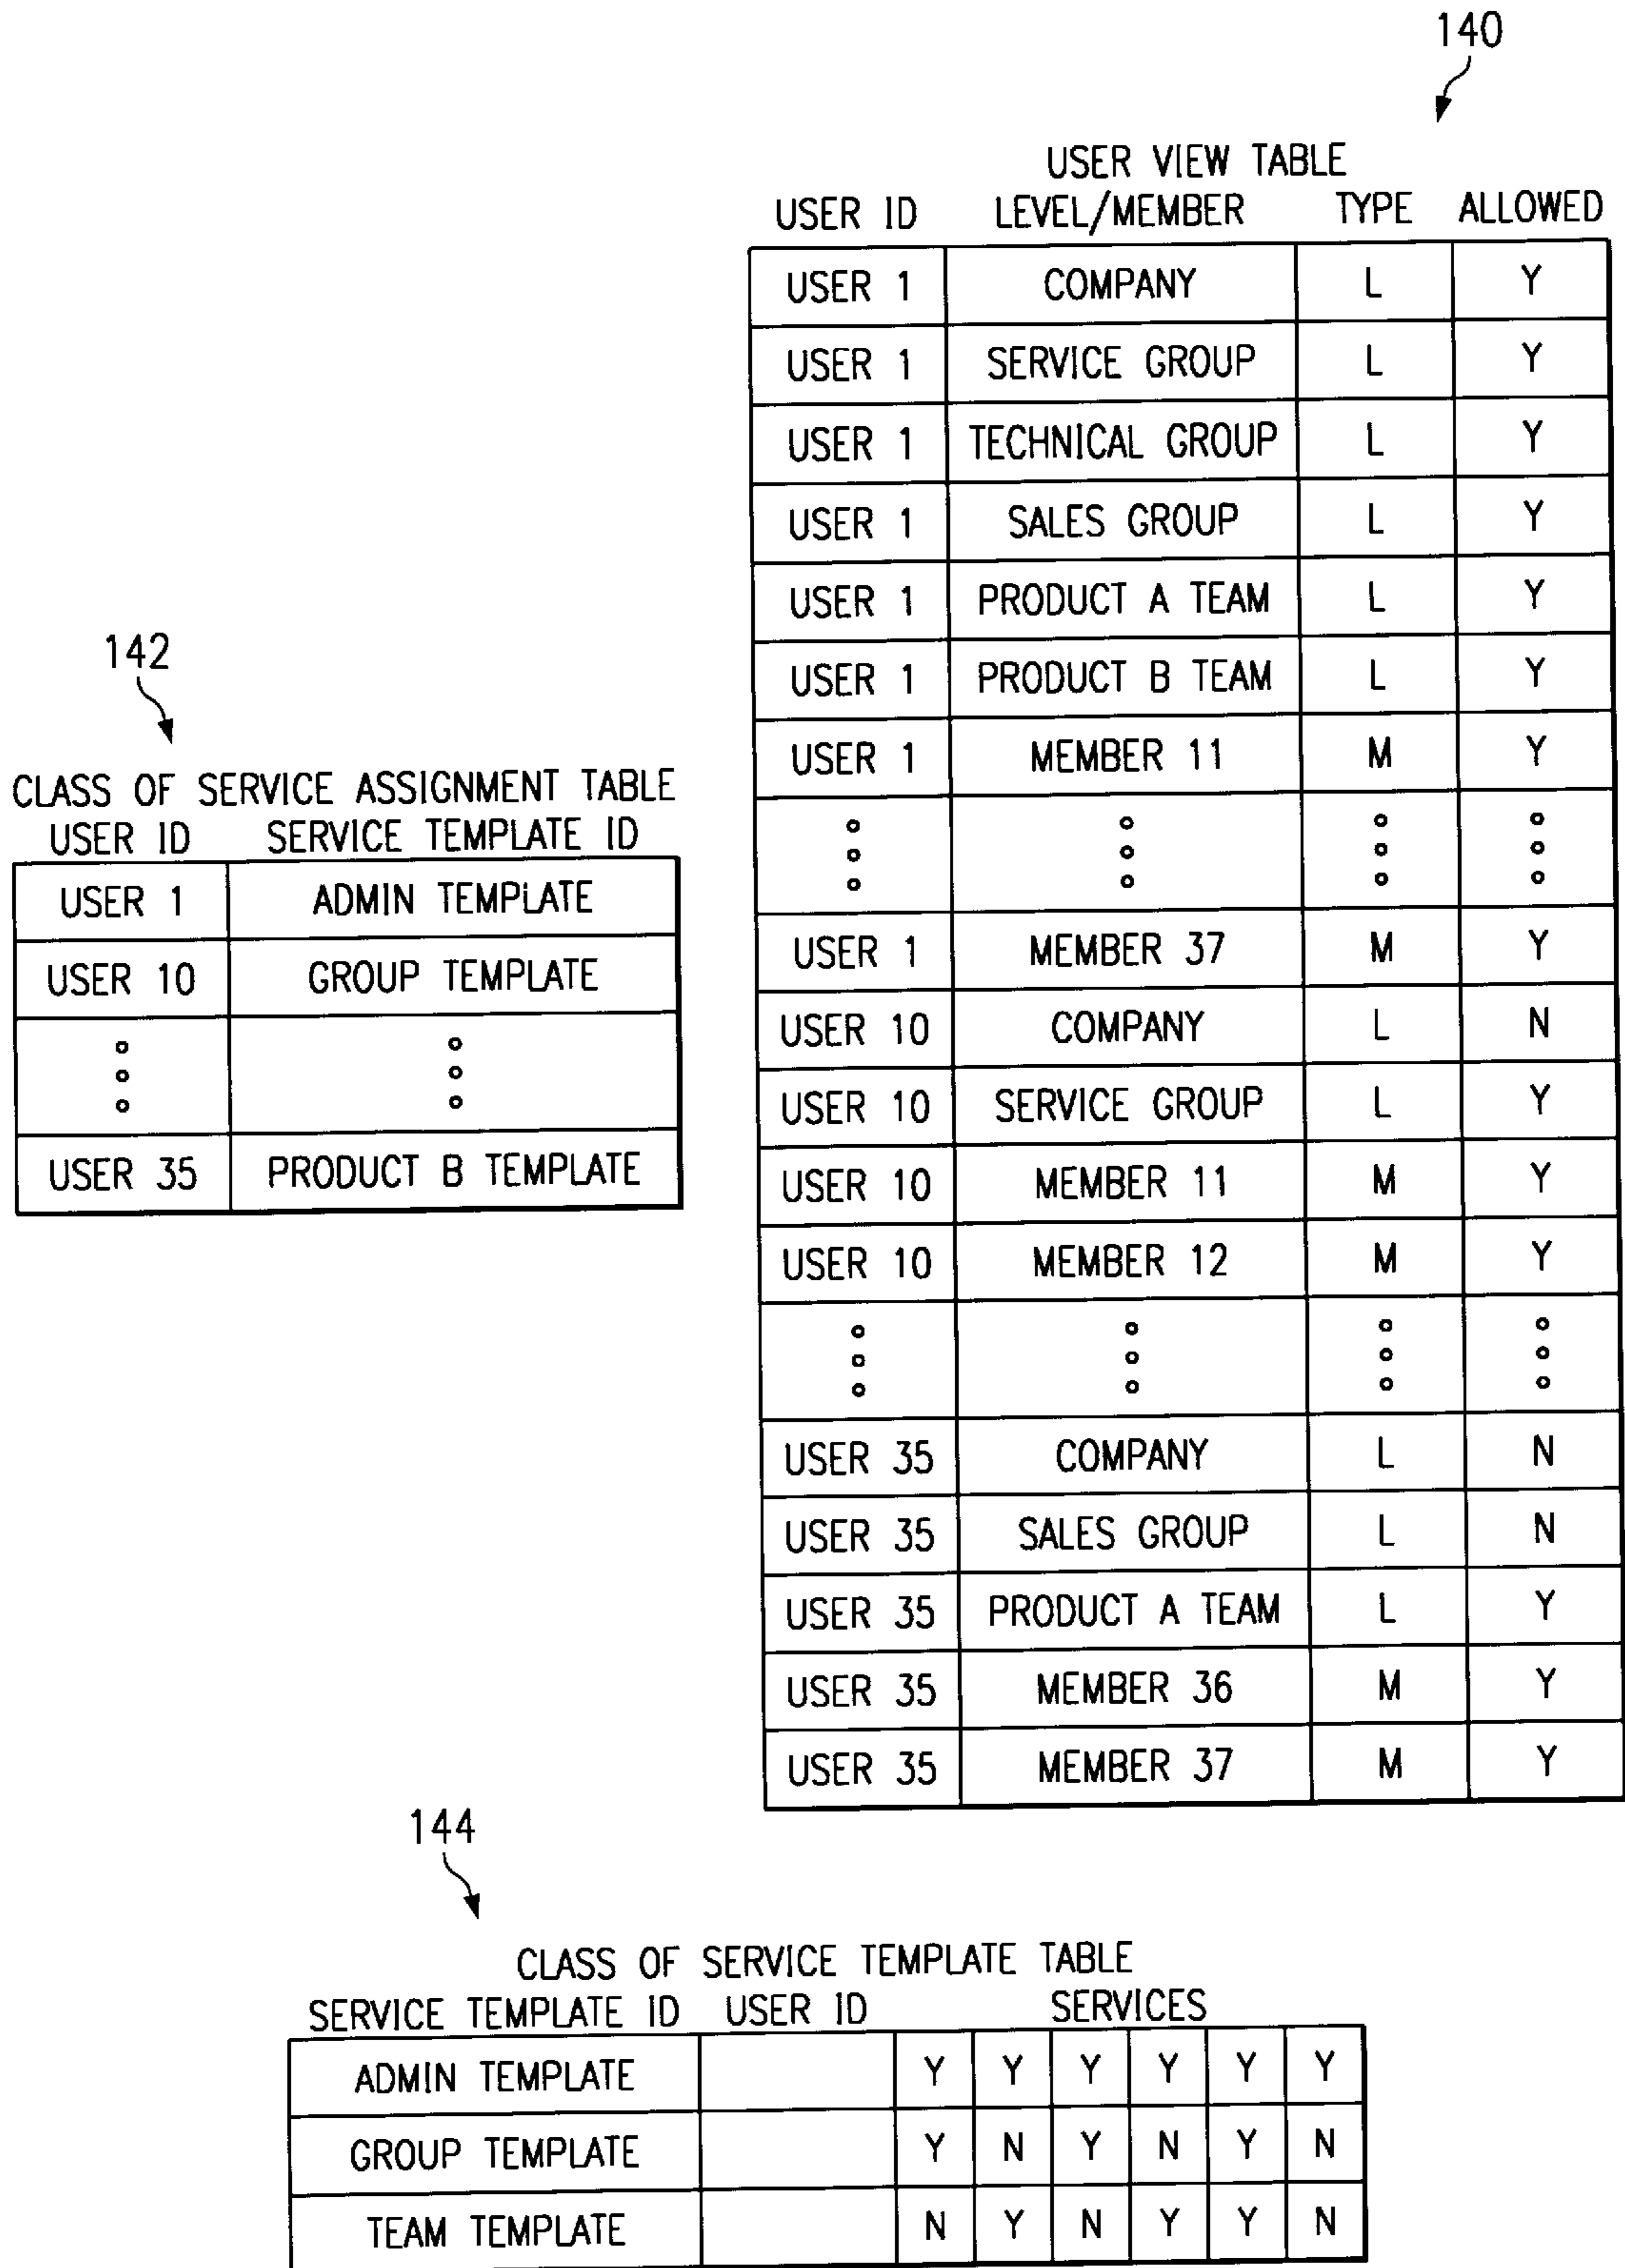 140
USER VIEW TABLE
USER ID LEVEL/MEMBER TYPE ALLOWED
USER 1 COMPANY L Y
USER 1 SERVICE GROUP L Y
USER 1 TECHNICAL GROUP L Y
USER 1 SALES GROUP L Y
USER 1 PRODUCT A TEAM L Y
USER 1 PRODUCT B TEAM L Y
USER 1 MEMBER 11 M Y
USER 1 MEMBER 37 M Y
USER 10 COMPANY L N
USER 10 SERVICE GROUP L Y
USER 10 MEMBER 11 M Y
USER 10 MEMBER 12 M Y
USER 35 COMPANY L N
USER 35 SALES GROUP L N
USER 35 PRODUCT A TEAM L Y
USER 35 MEMBER 36 M Y
USER 35 MEMBER 37 M Y
142
CLASS OF SERVICE ASSIGNMENT TABLE
USER ID SERVICE TEMPLATE ID
USER 1 ADMIN TEMPLATE
USER 10 GROUP TEMPLATE
USER 35 PRODUCT B TEMPLATE
144
CLASS OF SERVICE TEMPLATE TABLE
SERVICE TEMPLATE ID USER ID SERVICES
ADMIN TEMPLATE Y Y Y Y Y Y
GROUP TEMPLATE Y N Y N Y N
TEAM TEMPLATE N Y N Y Y N